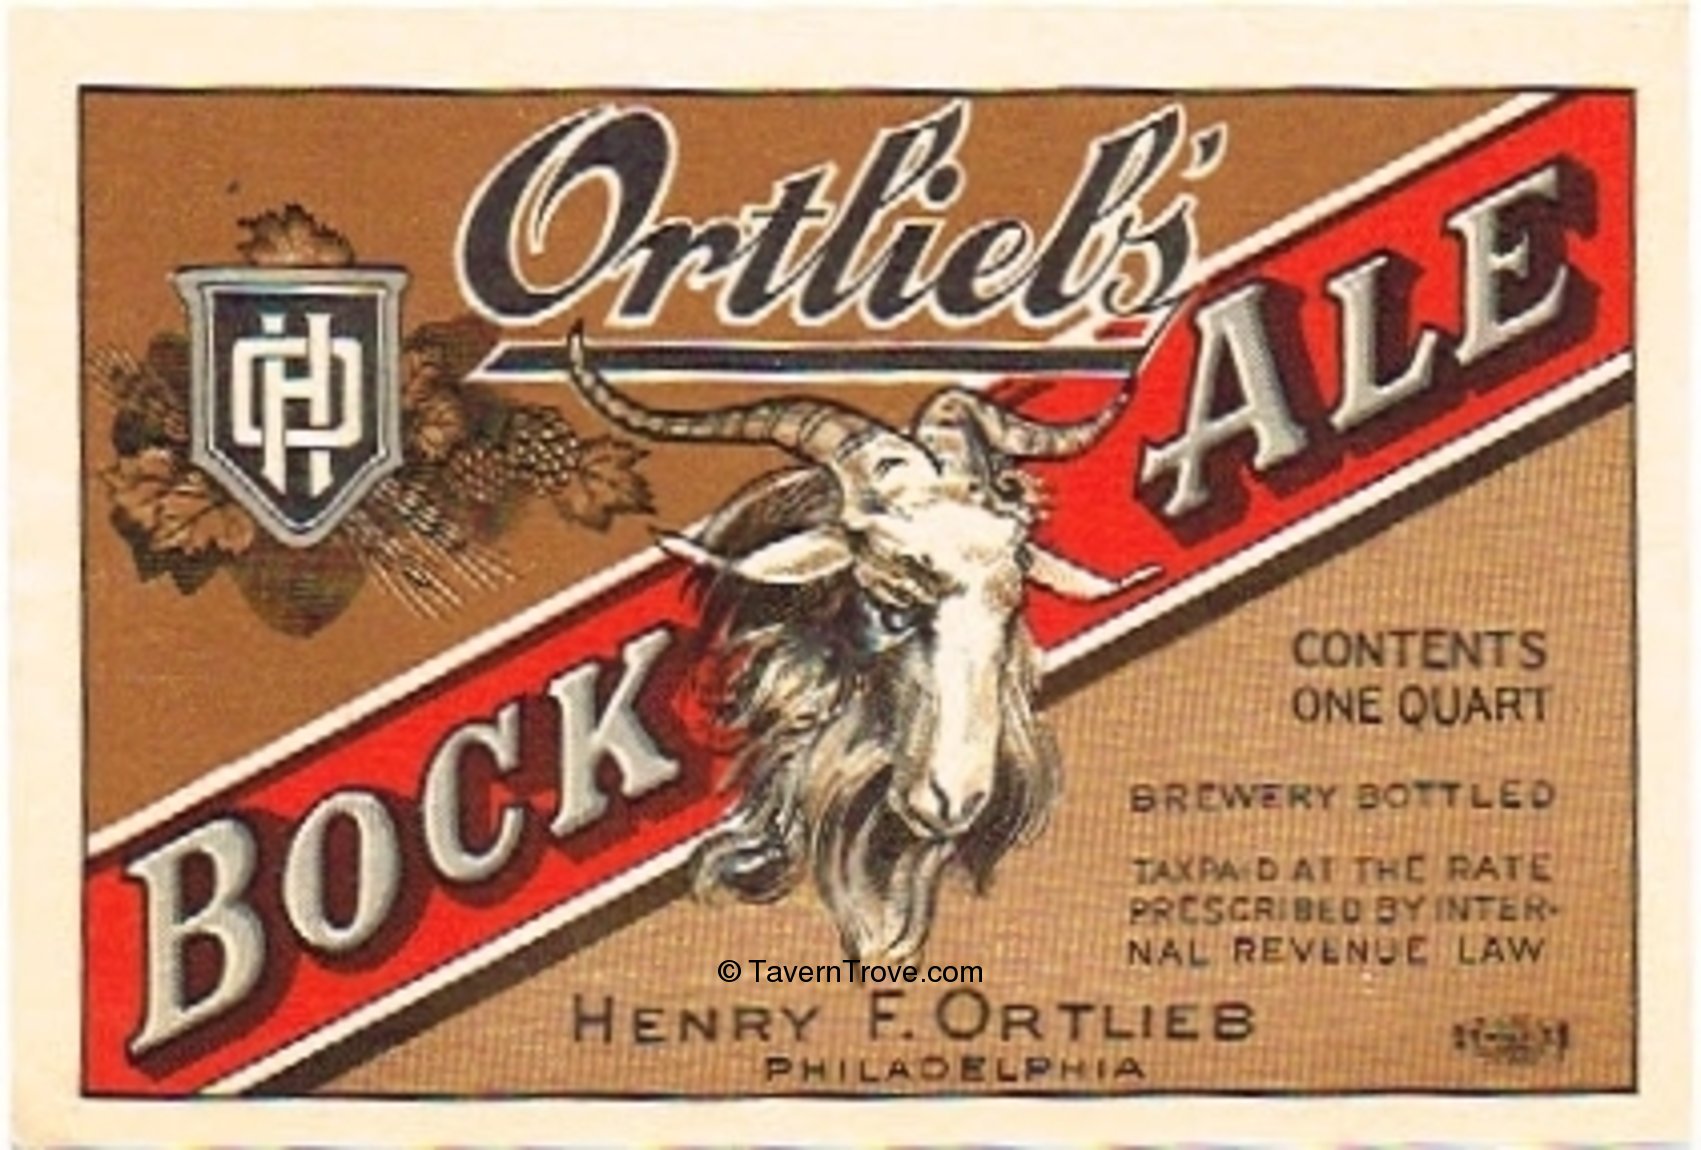 Ortlieb's
BOCK ALE
HOP
CONTENTS
ONE QUART
BREWERY BOTTLED
TAXPAID AT THE RATE
PRESCRIBED BY INTER-
NAL REVENUE LAW
© TavernTrove.com
HENRY F. ORTLIEB
PHILADELPHIA